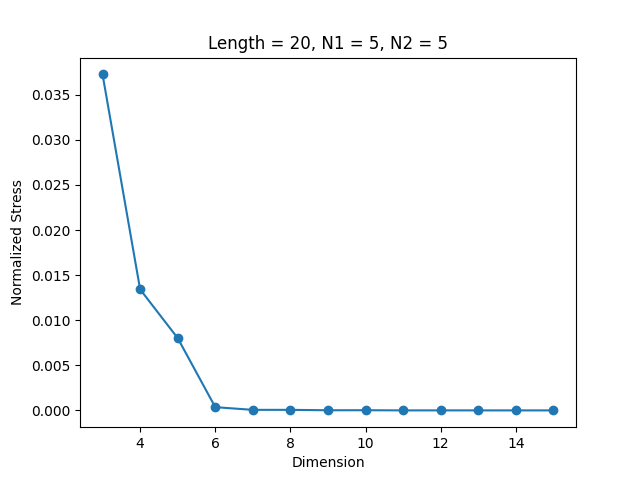 Length = 20, N1 = 5, N2 = 5
Normalized Stress
0.035
0.030
0.025
0.020
0.015
0.010
0.005
0.000
4 6 8 10 12 14
Dimension